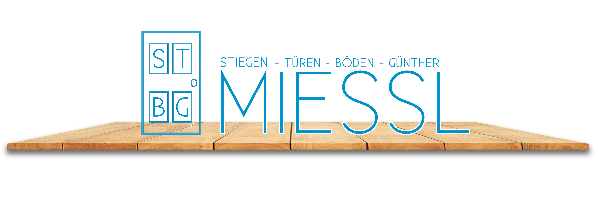 ST
BG
STIEGEN - TÜREN - BÖDEN - GÜNTHER
MIESSL